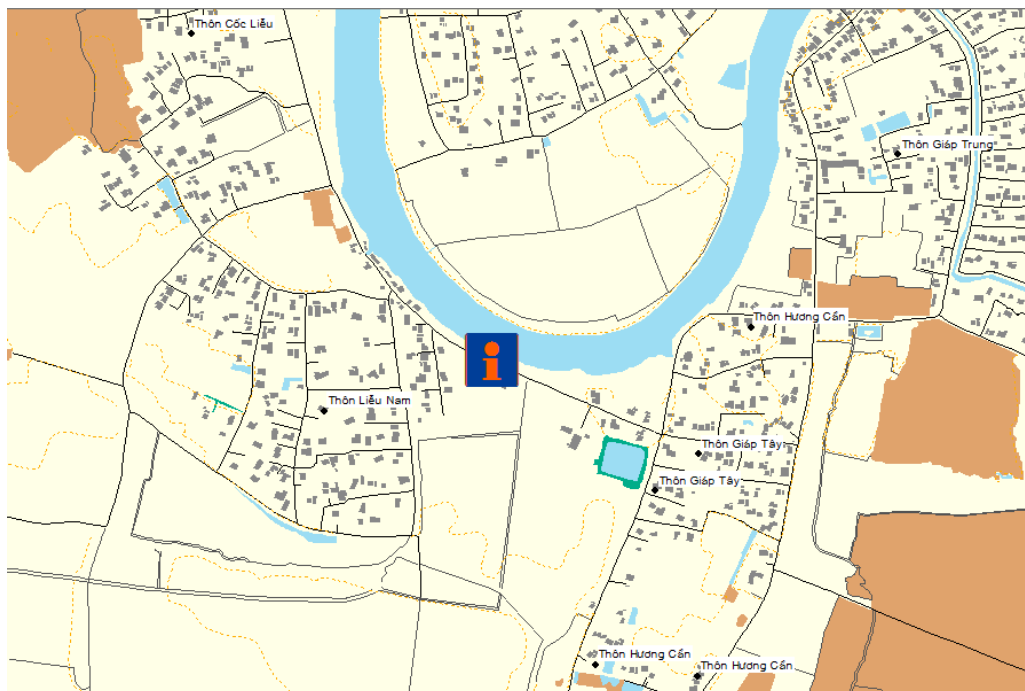 Thôn Cốc Liễu
Thôn Giáp Trung
Thôn Hương Cần
Thôn Liễu Nam
Thôn Giáp Tây
Thôn Giáp Tây
Thôn Hương Cần
Thôn Hương Cần